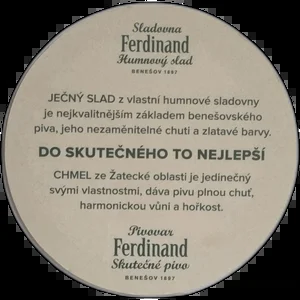 Sladovna
Ferdinand
Humnový slad
BENEŠOV 1897
JEČNÝ SLAD z vlastní humnové sladovny
je nejkvalitnějším základem benešovského
piva, jeho nezaměnitelné chuti a zlatavé barvy.
DO SKUTEČNÉHO TO NEJLEPŠÍ
CHMEL ze Žatecké oblasti je jedinečný
svými vlastnostmi, dáva pivu plnou chuť,
harmonickou vůni a hořkost.
Pivovar
Ferdinand
Skutečné pivo
BENEŠOV 1897